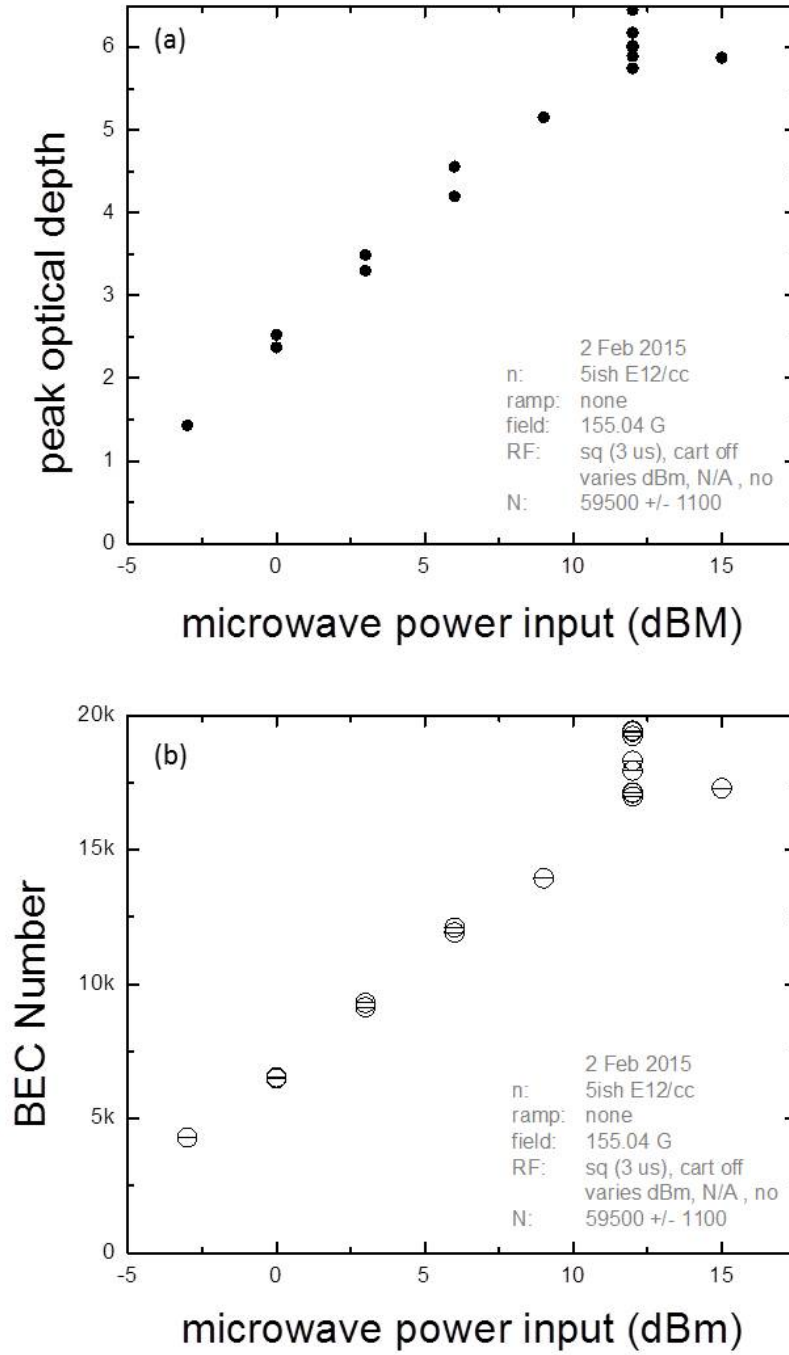 (a)
6
5
4
3
2
1
0
peak optical depth
2 Feb 2015
n: 5ish E12/cc
ramp: none
field: 155.04 G
RF: sq (3 us), cart off
varies dBm, N/A , no
N: 59500 +/- 1100
-5 0 5 10 15
microwave power input (dBM)
(b)
20k
15k
10k
5k
0
BEC Number
2 Feb 2015
n: 5ish E12/cc
ramp: none
field: 155.04 G
RF: sq (3 us), cart off
varies dBm, N/A , no
N: 59500 +/- 1100
-5 0 5 10 15
microwave power input (dBm)